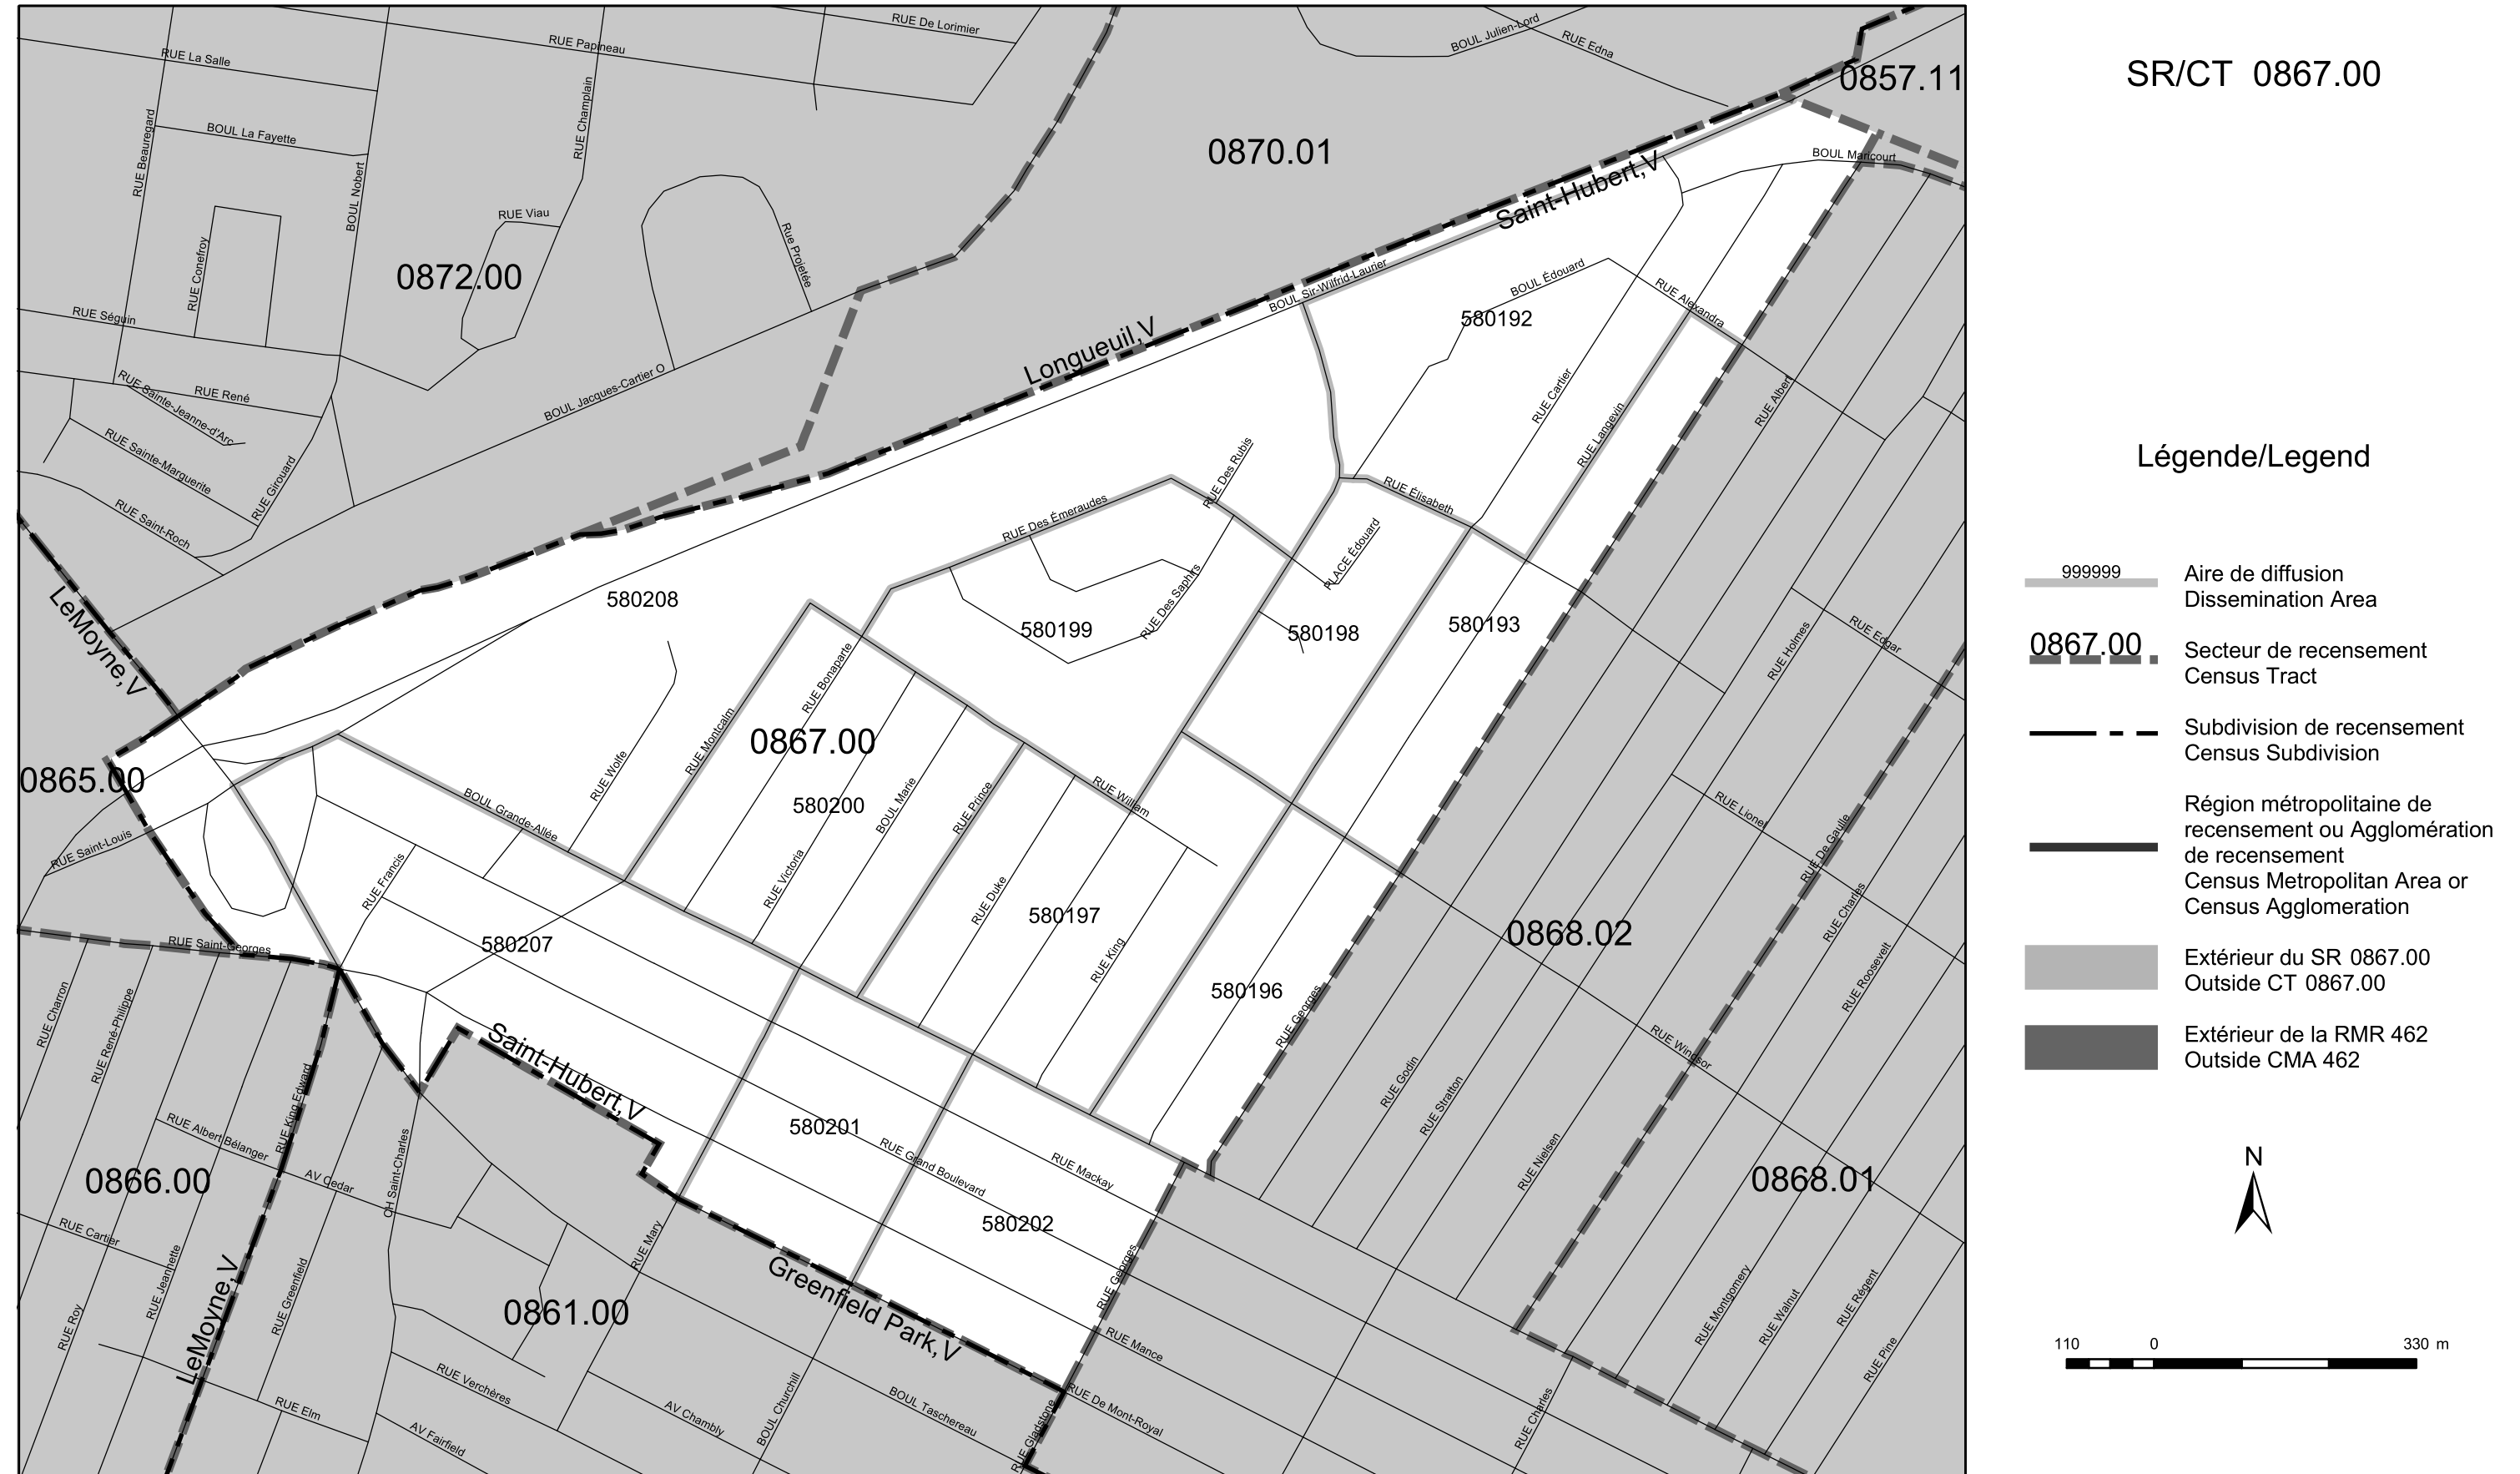 SR/CT 0867.00
RUE La Salle
RUE Papineau
RUE De Lorimier
BOUL Julien-Lord
RUE Edna
0857.11
RUE Beauregard
BOUL La Fayette
BOUL Nobert
RUE Champlain
0870.01
BOUL Maricourt
Saint-Hubert,V
RUE Viau
RUE Conefroy
Rue Projetée
0872.00
BOUL Sir-Wilfrid-Laurier
BOUL Édouard
RUE Alexandra
580192
RUE Séguin
Longueuil,V
RUE Sainte-Jeanne-d'Arc
RUE René
BOUL Jacques-Cartier O
RUE Cartier
RUE Albert
RUE Langevin
RUE Sainte-Marguerite
RUE Girouard
RUE Saint-Roch
RUE Des Rubis
RUE Élisabeth
RUE Des Émeraudes
PLACE Édouard
LeMoyne,V
580208
RUE Des Saphirs
580199
580198
580193
RUE Holmes
RUE Edgar
RUE Bonaparte
RUE Montcalm
0867.00
0865.00
RUE Wolfe
BOUL Grande-Allée
580200
BOUL Marie
RUE Prince
RUE William
RUE Lionel
RUE De Gaulle
RUE Saint-Louis
RUE Francis
RUE Victoria
RUE Duke
580197
RUE Charles
0868.02
RUE Saint-Georges
580207
RUE King
580196
RUE Georges
RUE Roosevelt
RUE Charron
RUE René-Philippe
Saint-Hubert,V
RUE Windsor
RUE King Edward
RUE Albert Bélanger
RUE Godin
RUE Stratton
580201
RUE Grand Boulevard
RUE Mackay
RUE Nielsen
0866.00
AV Cedar
CH Saint-Charles
0868.01
580202
RUE Cartier
RUE Mary
RUE Jeannette
RUE Greenfield
RUE Roy
LeMoyne,V
0861.00
Greenfield Park,V
RUE Georges
RUE Mance
RUE Montgomery
RUE Walnut
RUE Régent
RUE Pine
RUE Verchères
RUE Elm
AV Fairfield
AV Chambly
BOUL Churchill
BOUL Taschereau
RUE Gladstone
RUE De Mont-Royal
RUE Charles
Légende/Legend
999999
Aire de diffusion
Dissemination Area
0867.00
Secteur de recensement
Census Tract
Subdivision de recensement
Census Subdivision
Région métropolitaine de
recensement ou Agglomération
de recensement
Census Metropolitan Area or
Census Agglomeration
Extérieur du SR 0867.00
Outside CT 0867.00
Extérieur de la RMR 462
Outside CMA 462
N
110 0 330 m